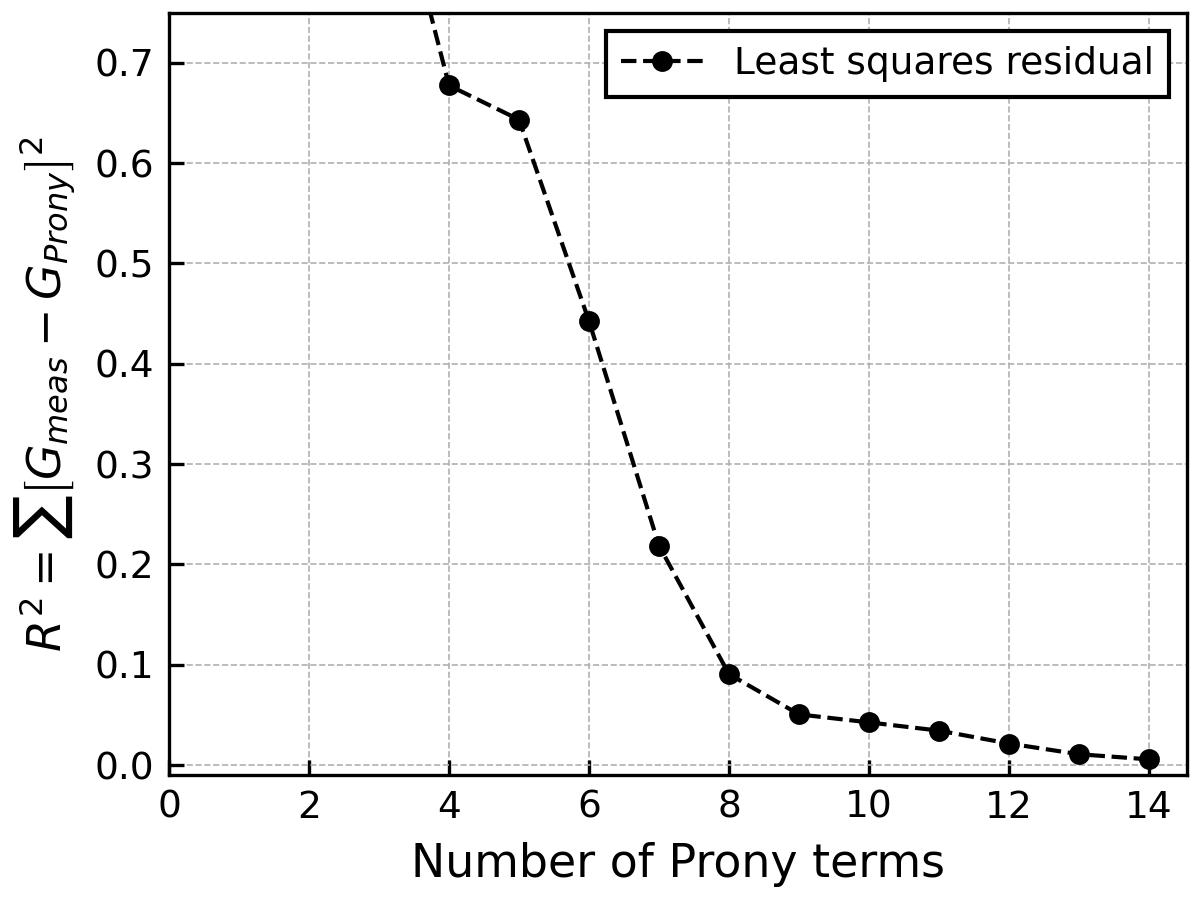 Least squares residual
R² = ∑[G_meas − G_Prony]²
0.7
0.6
0.5
0.4
0.3
0.2
0.1
0.0
0 2 4 6 8 10 12 14
Number of Prony terms